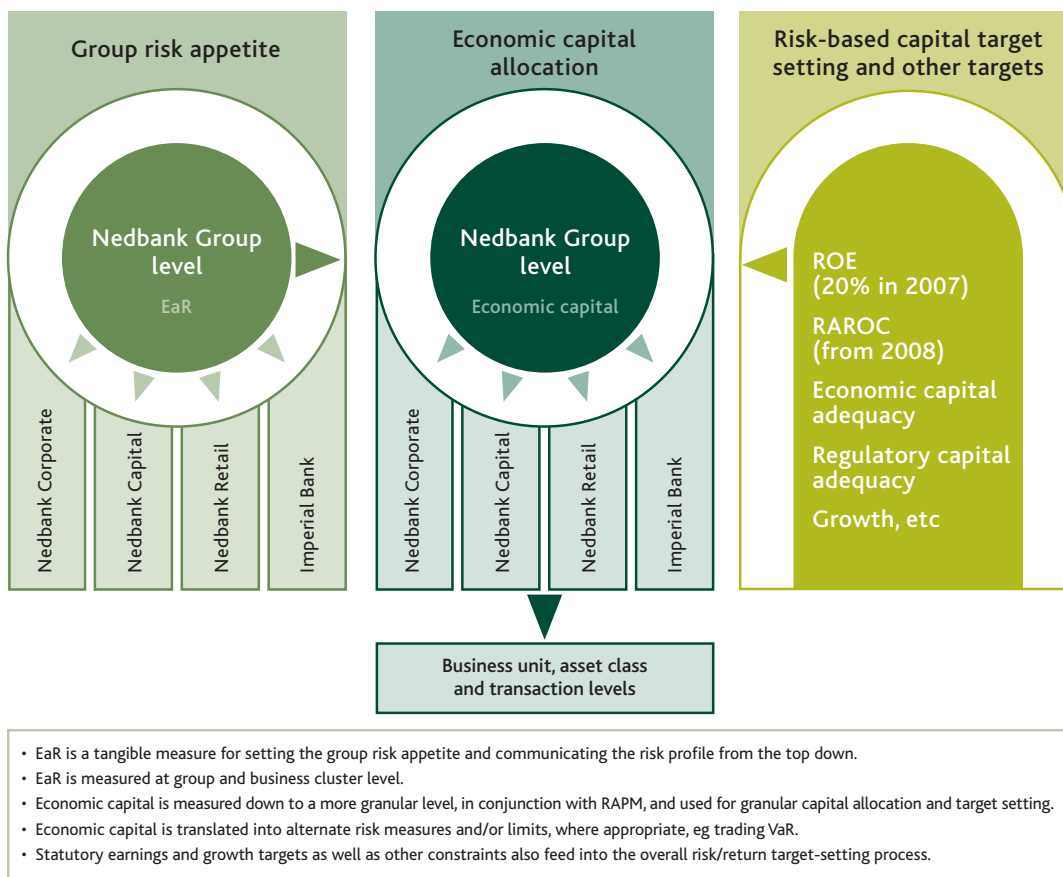 Group risk appetite
Nedbank Group
level
EaR
Nedbank Corporate
Nedbank Capital
Nedbank Retail
Imperial Bank
Economic capital
allocation
Nedbank Group
level
Economic capital
Nedbank Corporate
Nedbank Capital
Nedbank Retail
Imperial Bank
Business unit, asset class
and transaction levels
Risk-based capital target
setting and other targets
ROE
(20% in 2007)
RAROC
(from 2008)
Economic capital
adequacy
Regulatory capital
adequacy
Growth, etc
• EaR is a tangible measure for setting the group risk appetite and communicating the risk profile from the top down.
• EaR is measured at group and business cluster level.
• Economic capital is measured down to a more granular level, in conjunction with RAPM, and used for granular capital allocation and target setting.
• Economic capital is translated into alternate risk measures and/or limits, where appropriate, eg trading VaR.
• Statutory earnings and growth targets as well as other constraints also feed into the overall risk/return target-setting process.